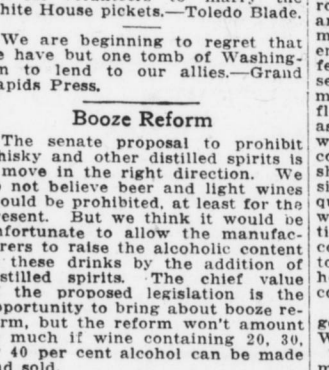 hite House pickets.—Toledo Blade.
We are beginning to regret that
have but one tomb of Washing-
n to lend to our allies.—Grand
apids Press.
Booze Reform
The senate proposal to prohibit
hisky and other distilled spirits is
move in the right direction. We
not believe beer and light wines
ould be prohibited, at least for the
esent. But we think it would be
fortunate to allow the manufac-
rers to raise the alcoholic content
these drinks by the addition of
stilled spirits. The chief value
the proposed legislation is the
portunity to bring about booze re-
rm, but the reform won't amount
much if wine containing 20, 30,
40 per cent alcohol can be made
d sold.